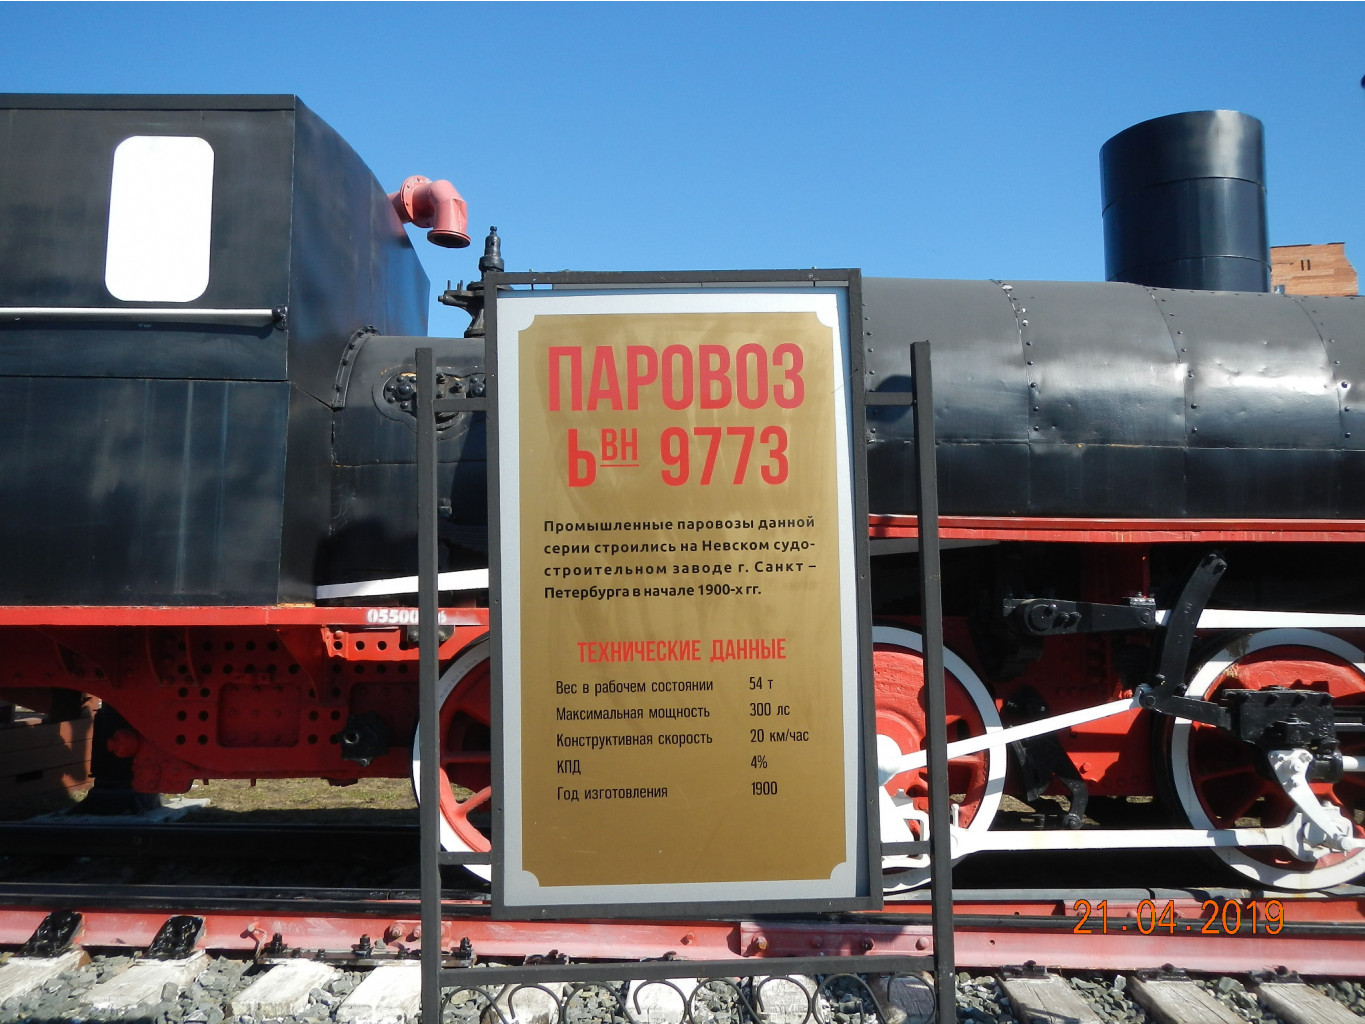 ПАРОВОЗ
Ьвн 9773
Промышленные паровозы данной
серии строились на Невском судо-
строительном заводе г. Санкт –
Петербурга в начале 1900-х гг.
ТЕХНИЧЕСКИЕ ДАННЫЕ
Вес в рабочем состоянии 54 т
Максимальная мощность 300 лс
Конструктивная скорость 20 км/час
КПД 4%
Год изготовления 1900
21.04.2019